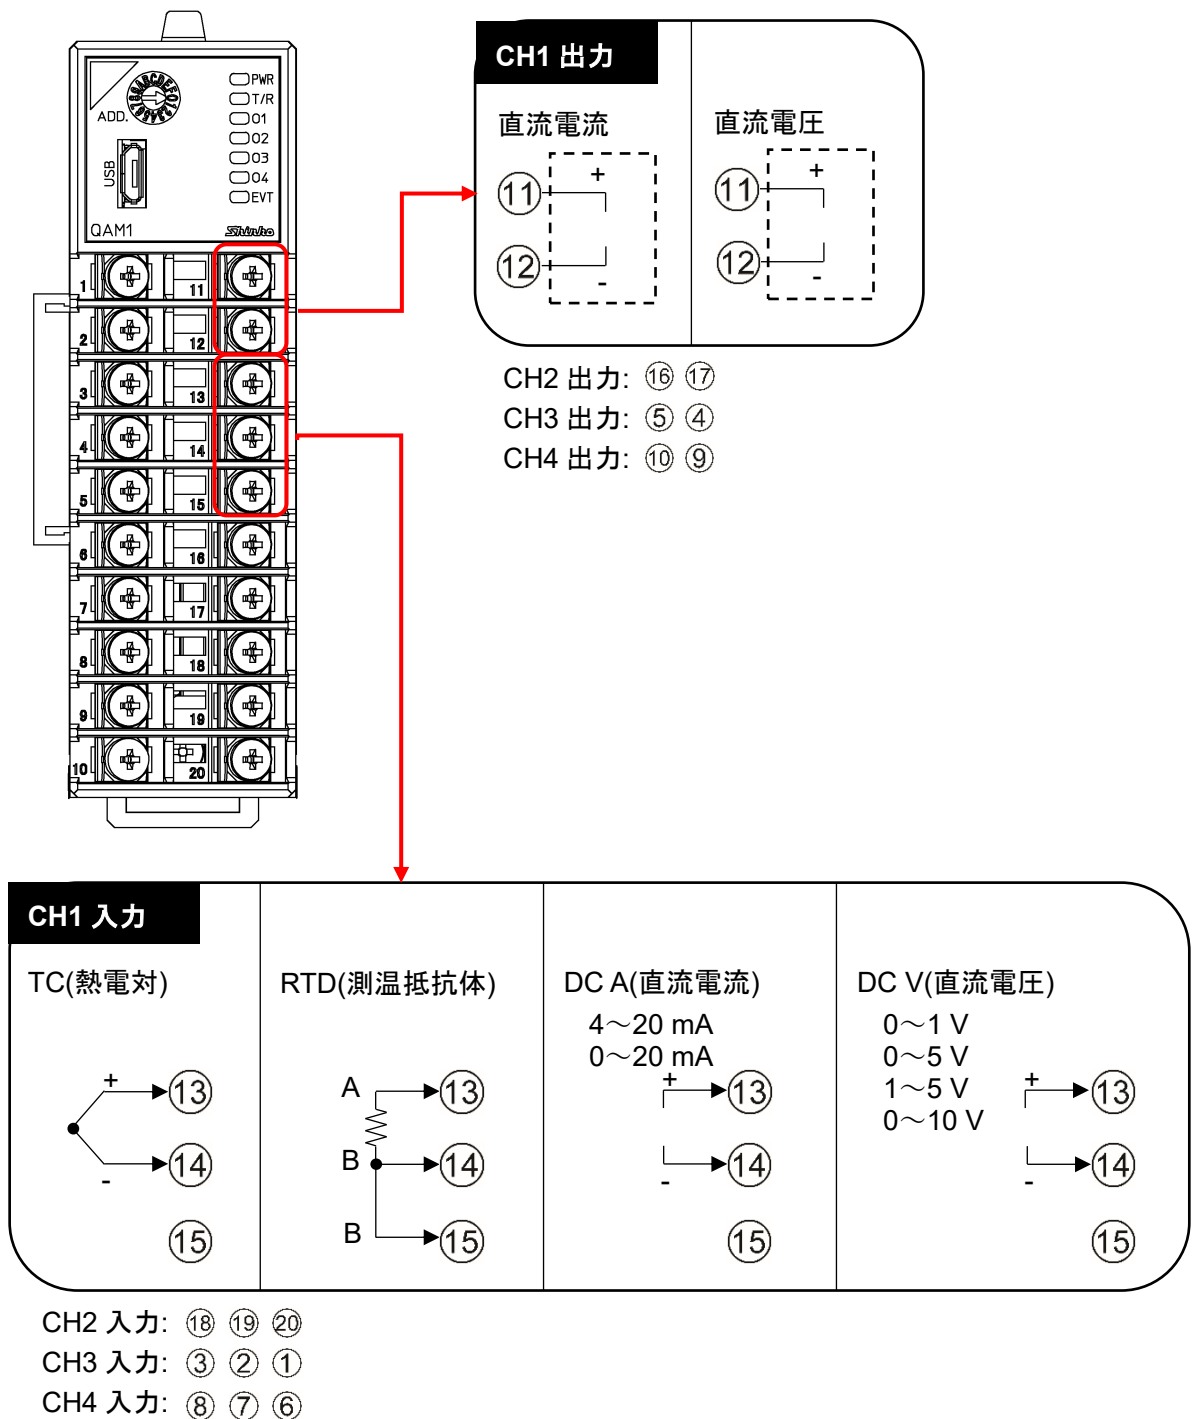 PWR
T/R
O1
O2
O3
O4
EVT
ADD.
USB
QAM1
Shinko
1
11
2
12
3
13
4
14
5
15
6
16
7
17
8
18
9
19
10
20
CH1 出力
直流電流
+
⑪
⑫
-
直流電圧
+
⑪
⑫
-
CH2 出力: ⑯ ⑰
CH3 出力: ⑤ ④
CH4 出力: ⑩ ⑨
CH1 入力
TC(熱電対)
+
⑬
⑭
-
⑮
RTD(測温抵抗体)
A ⑬
B ⑭
B ⑮
DC A(直流電流)
4～20 mA
0～20 mA
+
⑬
⑭
-
⑮
DC V(直流電圧)
0～1 V
0～5 V
1～5 V
0～10 V
+
⑬
⑭
-
⑮
CH2 入力: ⑱ ⑲ ⑳
CH3 入力: ③ ② ①
CH4 入力: ⑧ ⑦ ⑥